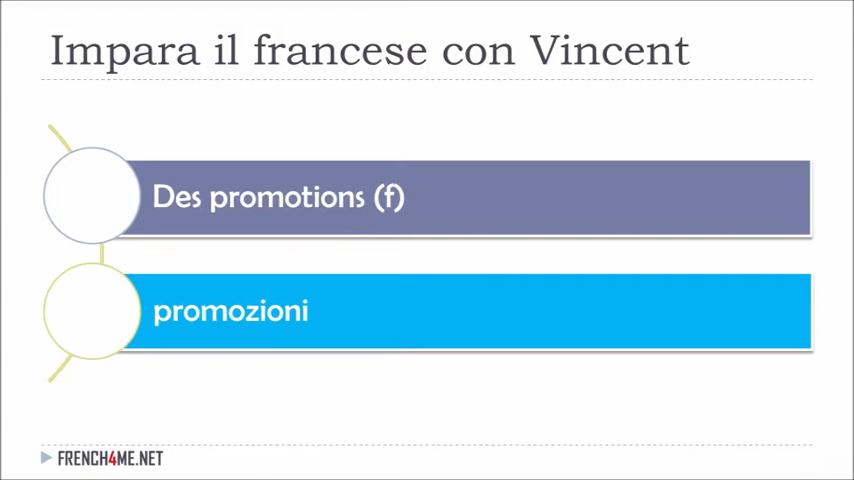 Impara il francese con Vincent
Des promotions (f)
promozioni
FRENCH4ME.NET